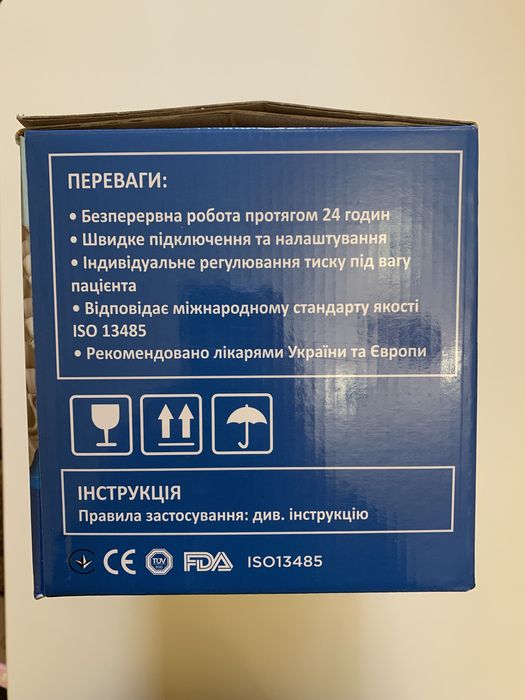 ПЕРЕВАГИ:
• Безперервна робота протягом 24 годин
• Швидке підключення та налаштування
• Індивідуальне регулювання тиску під вагу
пацієнта
• Відповідає міжнародному стандарту якості
ISO 13485
• Рекомендовано лікарями України та Європи
ІНСТРУКЦІЯ
Правила застосування: див. інструкцію
CE TÜV FDA ISO13485